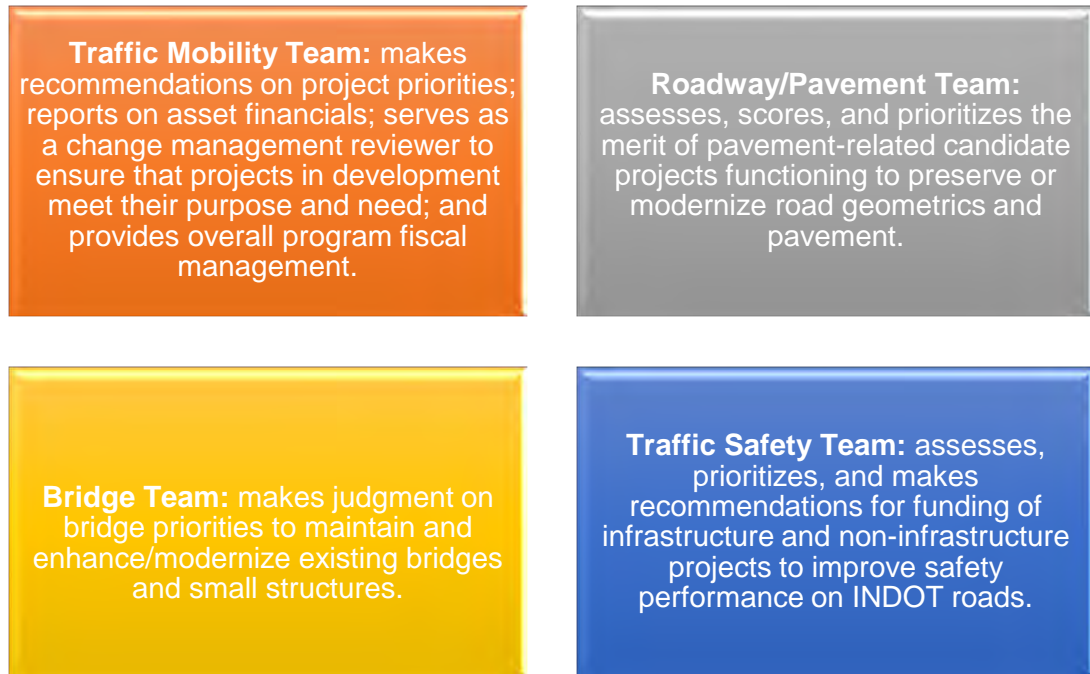 Traffic Mobility Team: makes
recommendations on project priorities;
reports on asset financials; serves as
a change management reviewer to
ensure that projects in development
meet their purpose and need; and
provides overall program fiscal
management.
Roadway/Pavement Team:
assesses, scores, and prioritizes the
merit of pavement-related candidate
projects functioning to preserve or
modernize road geometrics and
pavement.
Bridge Team: makes judgment on
bridge priorities to maintain and
enhance/modernize existing bridges
and small structures.
Traffic Safety Team: assesses,
prioritizes, and makes
recommendations for funding of
infrastructure and non-infrastructure
projects to improve safety
performance on INDOT roads.